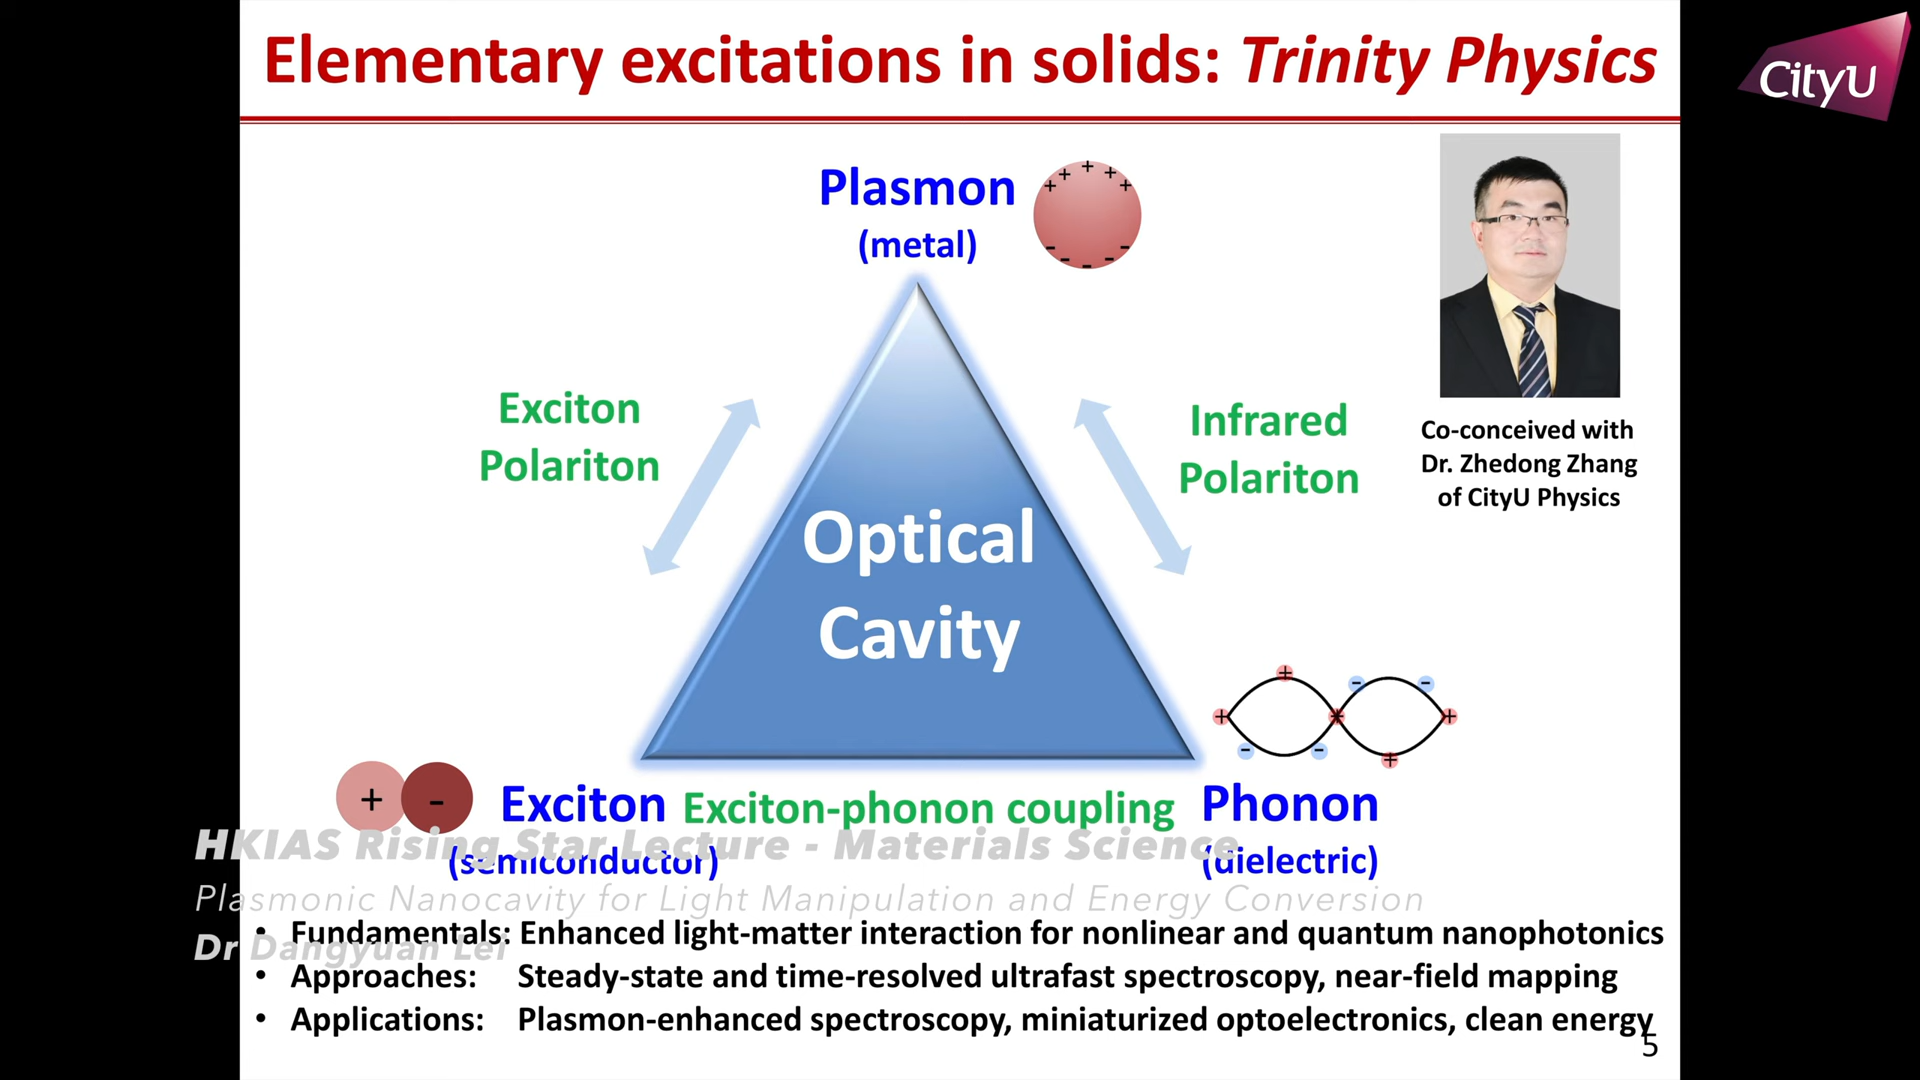 Elementary excitations in solids: Trinity Physics
CityU
Plasmon
(metal)
Exciton
Polariton
Infrared
Polariton
Co-conceived with
Dr. Zhedong Zhang
of CityU Physics
Optical
Cavity
+ -
Exciton
Exciton-phonon coupling
Phonon
(semiconductor)
(dielectric)
HKIAS Rising Star Lecture - Materials Science
Plasmonic Nanocavity for Light Manipulation and Energy Conversion
Dr Dangyuan Lei
• Fundamentals: Enhanced light-matter interaction for nonlinear and quantum nanophotonics
• Approaches: Steady-state and time-resolved ultrafast spectroscopy, near-field mapping
• Applications: Plasmon-enhanced spectroscopy, miniaturized optoelectronics, clean energy
5